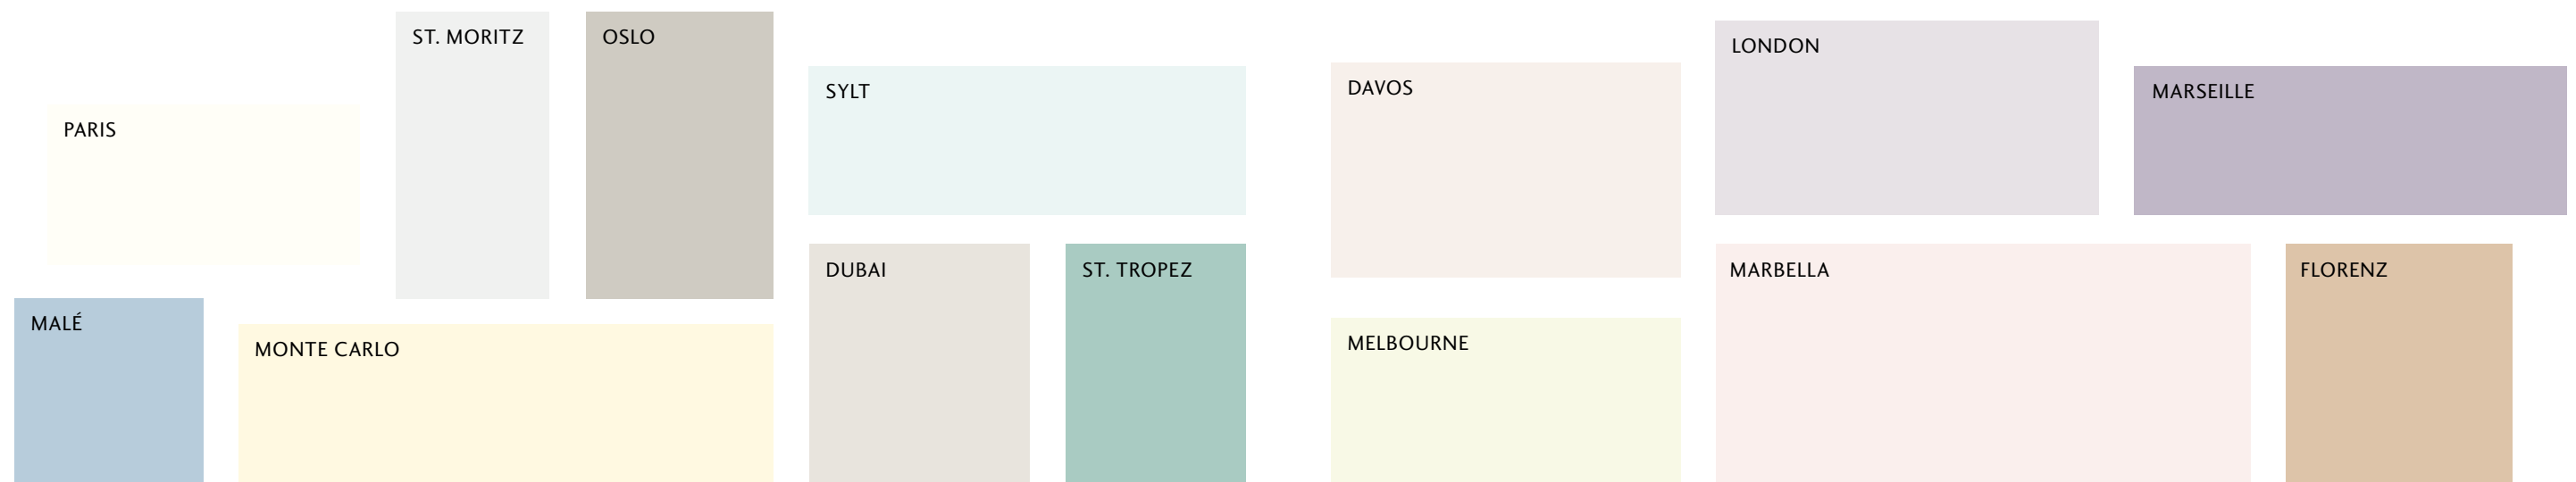 PARIS
ST. MORITZ
OSLO
MALÉ
MONTE CARLO
SYLT
DUBAI
ST. TROPEZ
DAVOS
MELBOURNE
LONDON
MARSEILLE
MARBELLA
FLORENZ